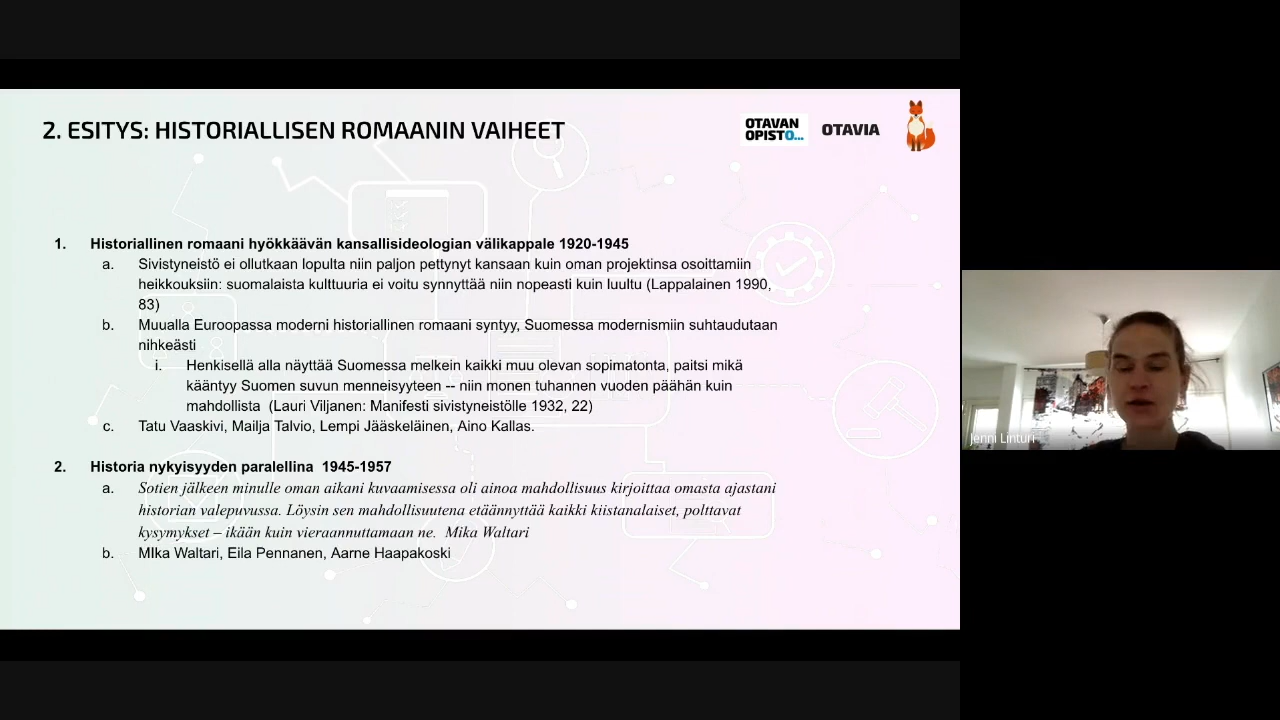 2. ESITYS: HISTORIALLISEN ROMAANIN VAIHEET
OTAVAN
OPISTO...
OTAVIA
1. Historiallinen romaani hyökkäävän kansallisideologian välikappale 1920-1945
a. Sivistyneistö ei ollutkaan lopulta niin paljon pettynyt kansaan kuin oman projektinsa osoittamiin
heikkouksiin: suomalaista kulttuuria ei voitu synnyttää niin nopeasti kuin luultu (Lappalainen 1990,
83)
b. Muualla Euroopassa moderni historiallinen romaani syntyy, Suomessa modernismiin suhtaudutaan
nihkeästi
i. Henkisellä alla näyttää Suomessa melkein kaikki muu olevan sopimatonta, paitsi mikä
kääntyy Suomen suvun menneisyyteen -- niin monen tuhannen vuoden päähän kuin
mahdollista (Lauri Viljanen: Manifesti sivistyneistölle 1932, 22)
c. Tatu Vaaskivi, Mailja Talvio, Lempi Jääskeläinen, Aino Kallas.
2. Historia nykyisyyden paralellina 1945-1957
a. Sotien jälkeen minulle oman aikani kuvaamisessa oli ainoa mahdollisuus kirjoittaa omasta ajastani
historian valepuvussa. Löysin sen mahdollisuutena etäännyttää kaikki kiistanalaiset, polttavat
kysymykset – ikään kuin vieraannuttamaan ne. Mika Waltari
b. MIka Waltari, Eila Pennanen, Aarne Haapakoski
Jenni Linturi